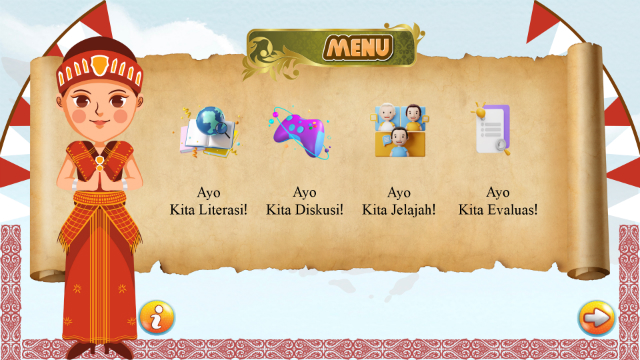 MENU
Ayo
Kita Literasi!
Ayo
Kita Diskusi!
Ayo
Kita Jelajah!
Ayo
Kita Evaluas!
i